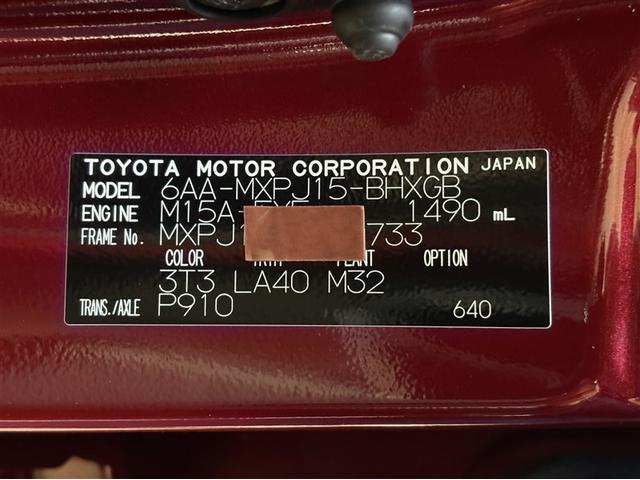 TOYOTA MOTOR CORPORATION JAPAN
MODEL 6AA-MXPJ15-BHXGB
ENGINE M15A 1490 mL
FRAME No. MXPJ1 733
COLOR OPTION
3T3 LA40 M32
TRANS./AXLE P910 640